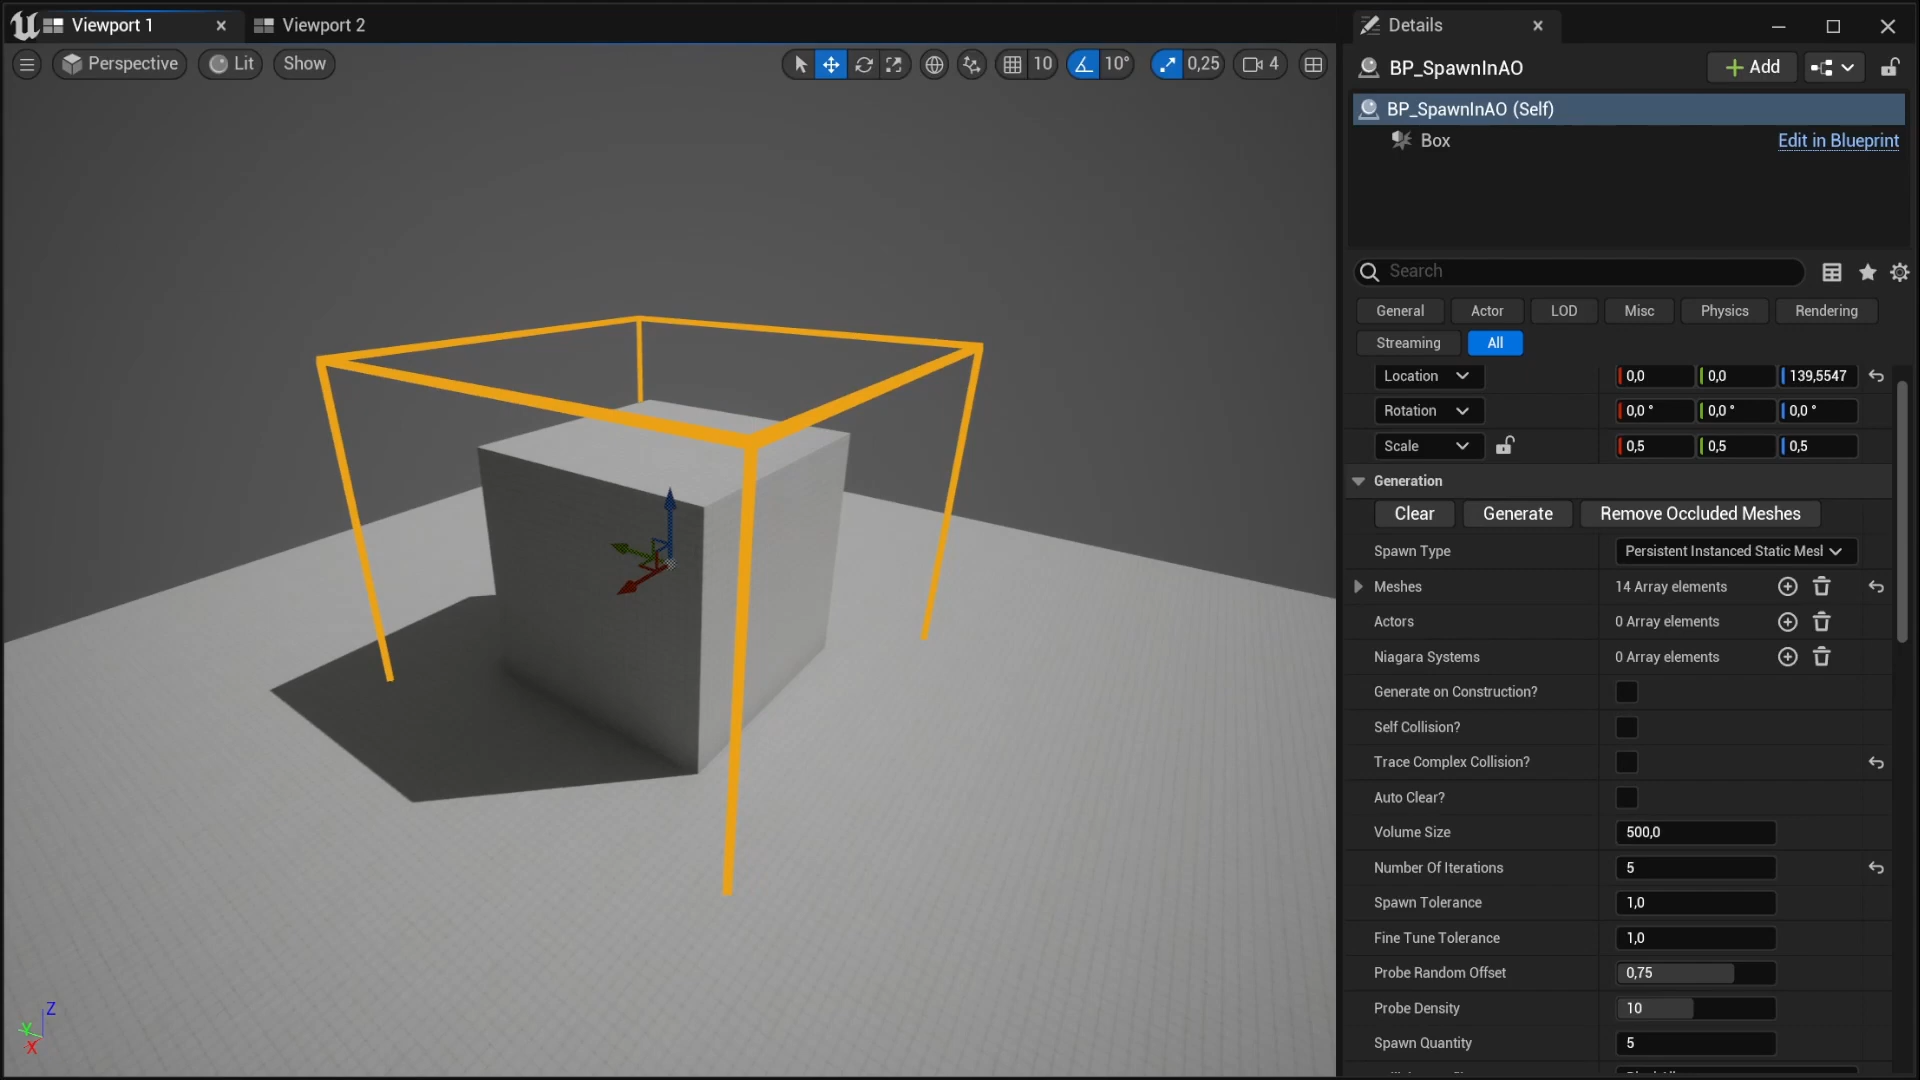 Viewport 1
Viewport 2
Details
Perspective
Lit
Show
10
10°
0,25
4
BP_SpawnInAO
Add
BP_SpawnInAO (Self)
Box
Edit in Blueprint
Search
General
Actor
LOD
Misc
Physics
Rendering
Streaming
All
Location
0,0
0,0
139,5547
Rotation
0,0 °
0,0 °
0,0 °
Scale
0,5
0,5
0,5
Generation
Clear
Generate
Remove Occluded Meshes
Spawn Type
Persistent Instanced Static Mesl
Meshes
14 Array elements
Actors
0 Array elements
Niagara Systems
0 Array elements
Generate on Construction?
Self Collision?
Trace Complex Collision?
Auto Clear?
Volume Size
500,0
Number Of Iterations
5
Spawn Tolerance
1,0
Fine Tune Tolerance
1,0
Probe Random Offset
0,75
Probe Density
10
Spawn Quantity
5
Z
Y
X